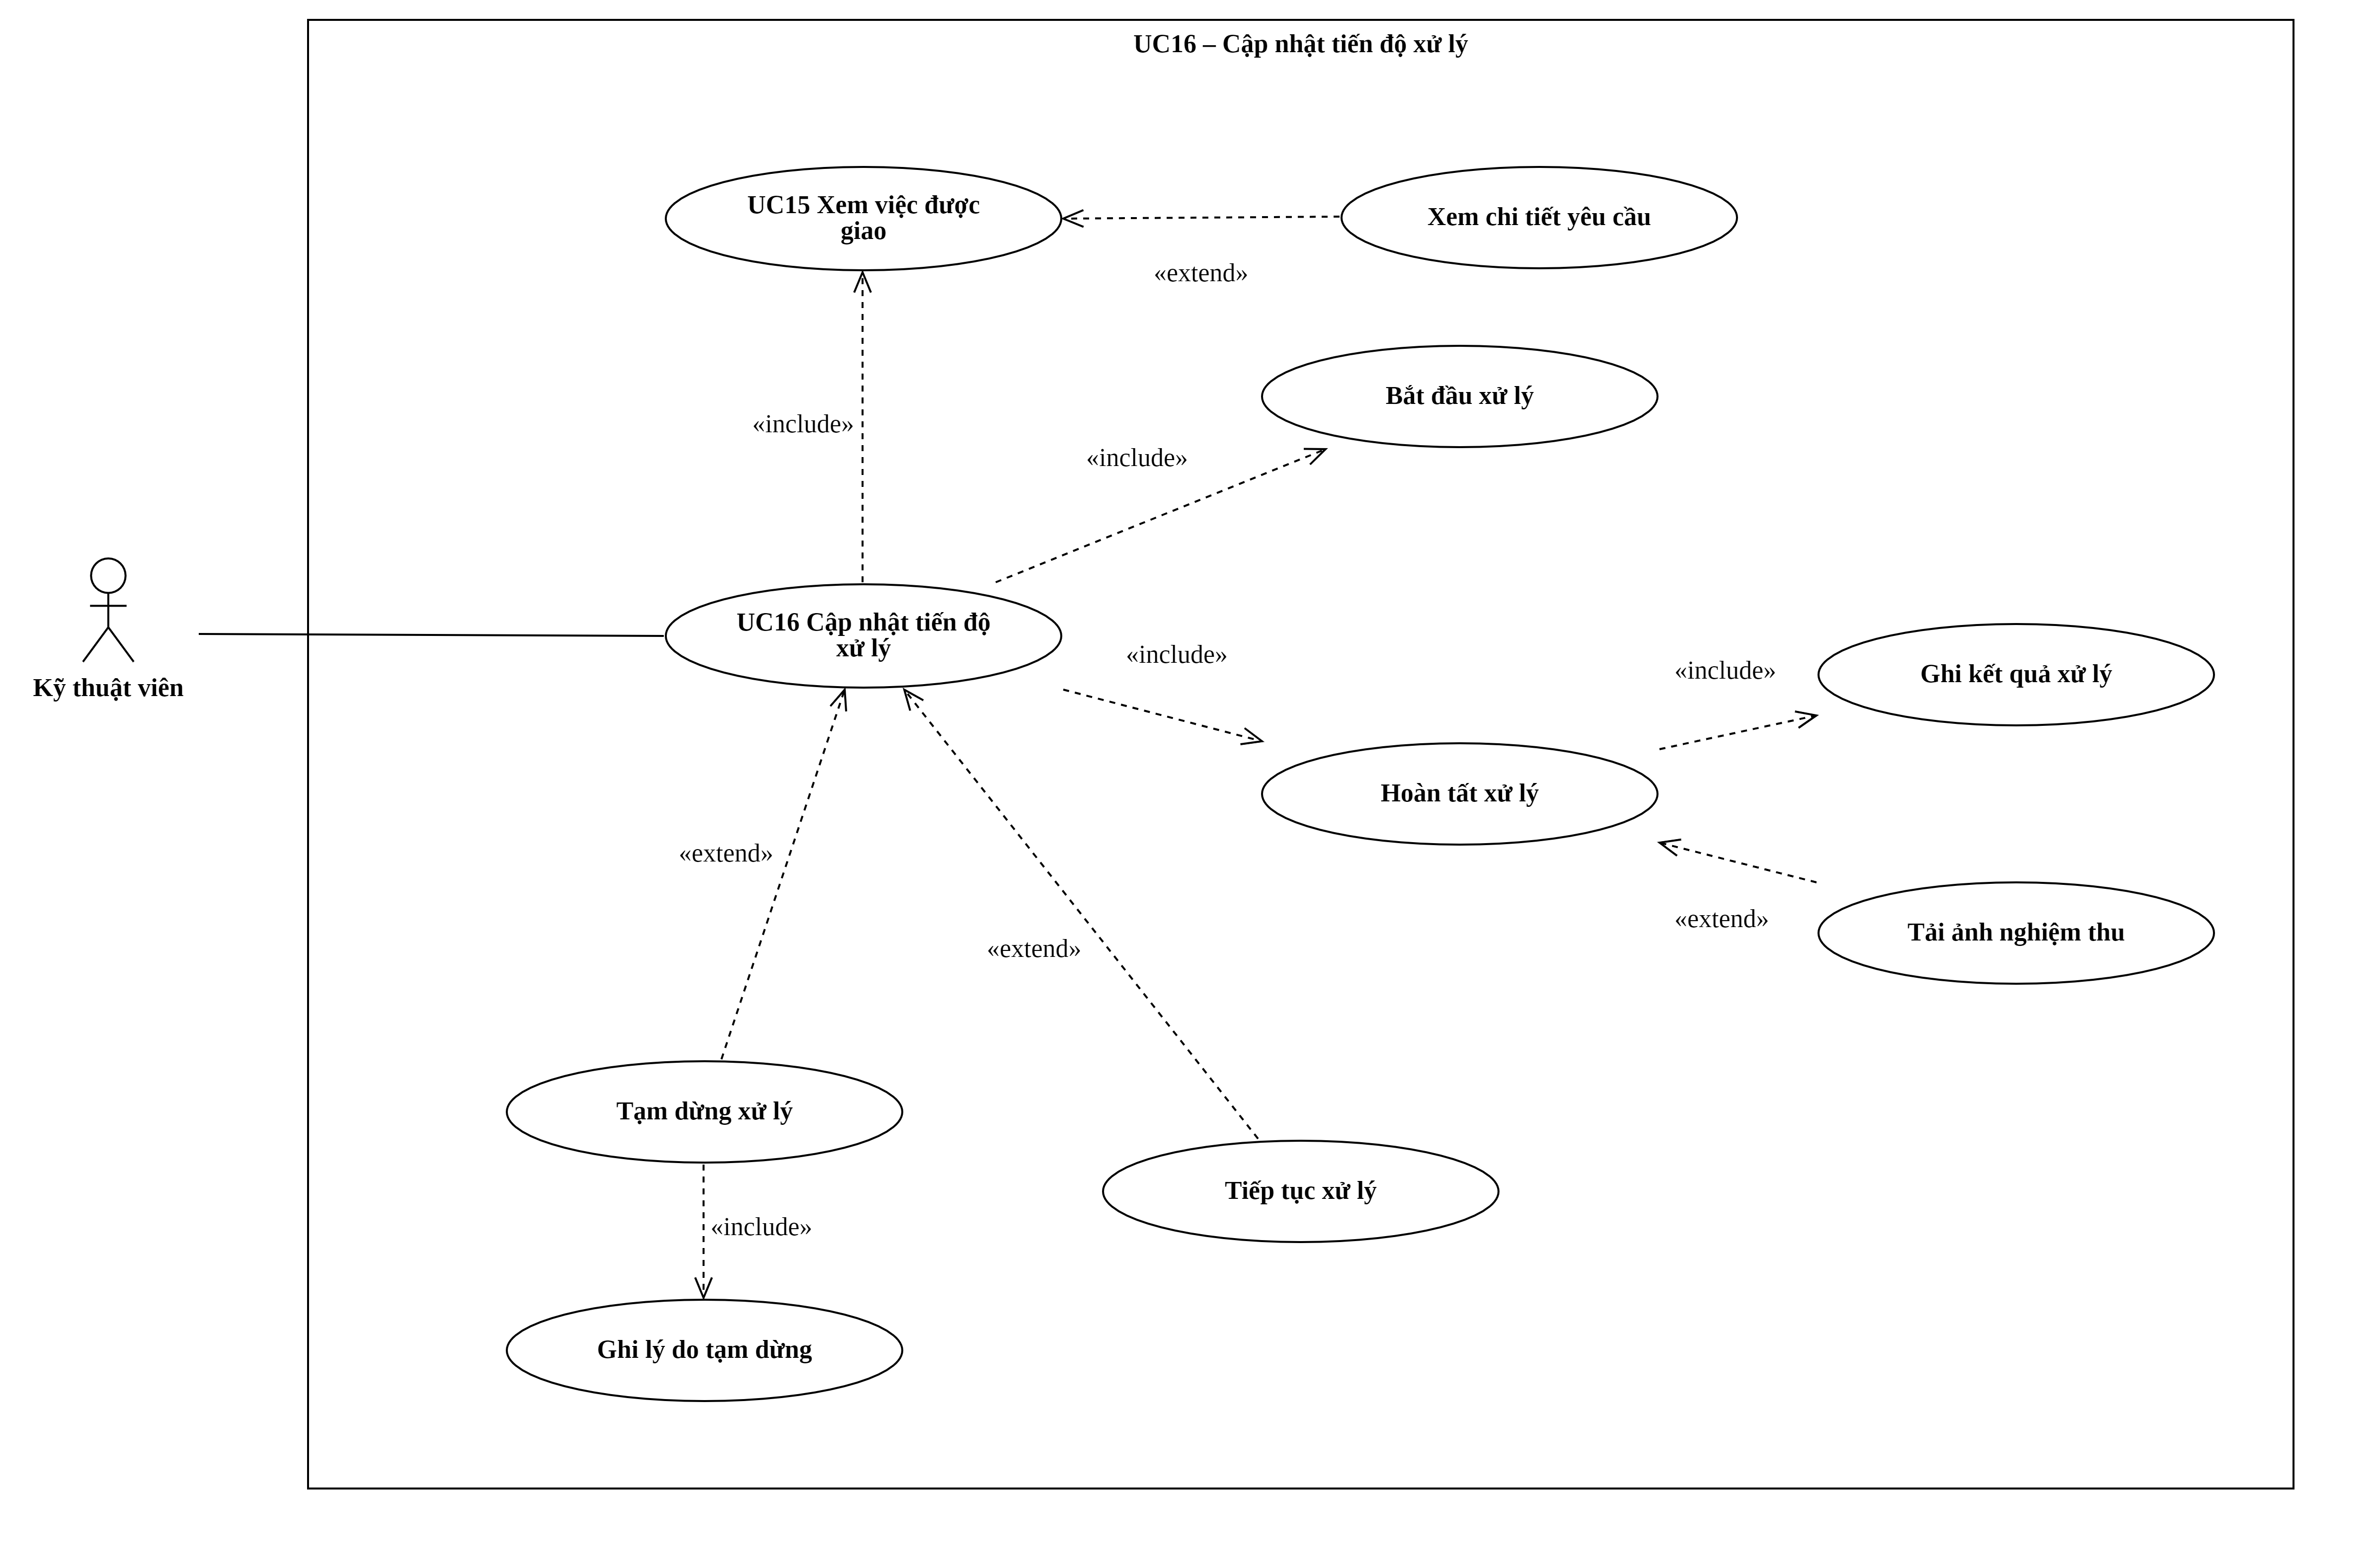 UC16 – Cập nhật tiến độ xử lý
UC15 Xem việc được
giao
Xem chi tiết yêu cầu
«extend»
Bắt đầu xử lý
«include»
«include»
Kỹ thuật viên
UC16 Cập nhật tiến độ
xử lý
«include»
«include»
Ghi kết quả xử lý
Hoàn tất xử lý
«extend»
«extend»
Tải ảnh nghiệm thu
«extend»
Tạm dừng xử lý
Tiếp tục xử lý
«include»
Ghi lý do tạm dừng